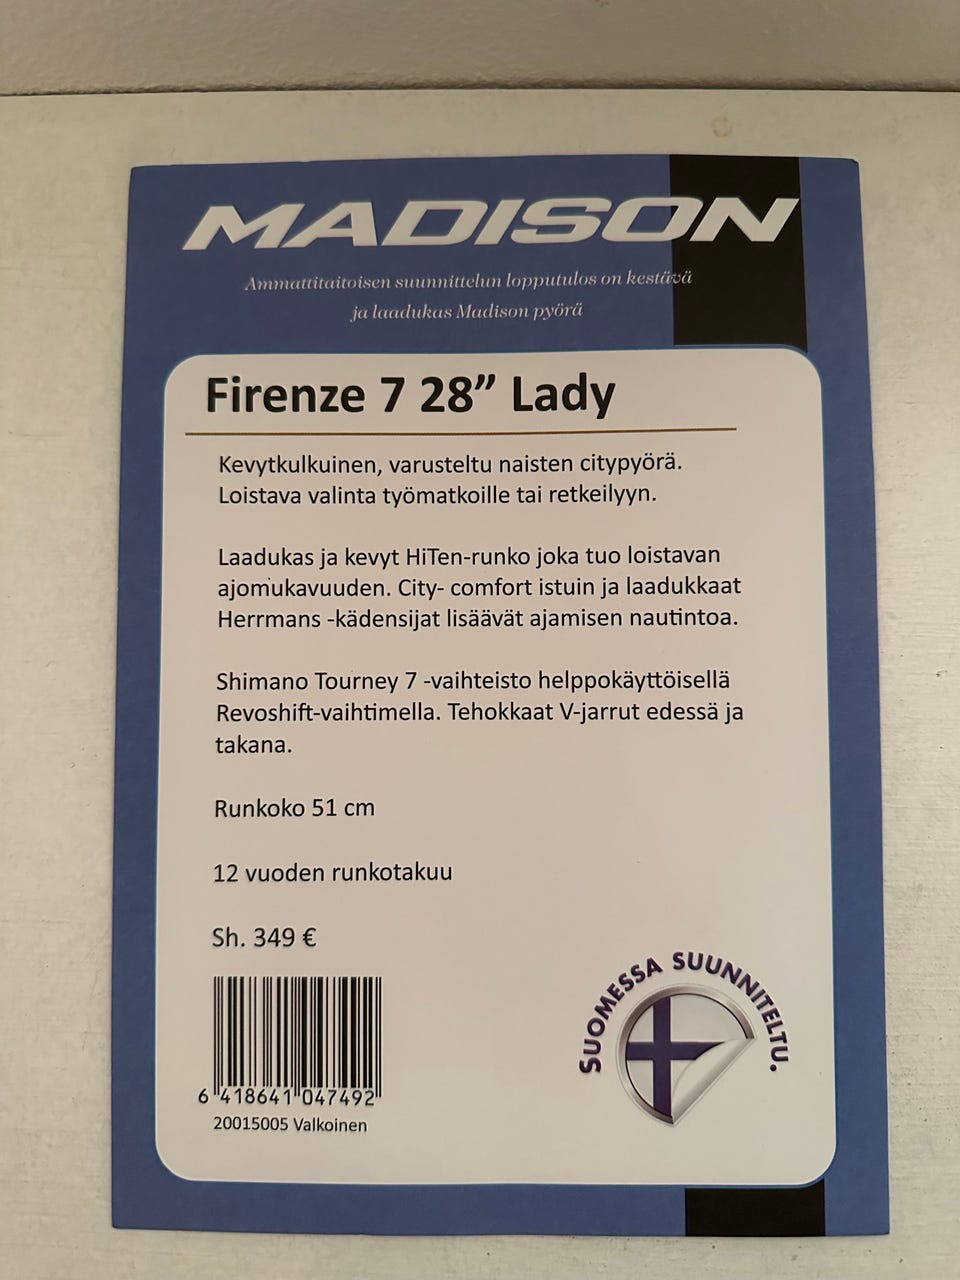 MADISON
Ammattitaitoisen suunnittelun lopputulos on kestävä
ja laadukas Madison pyörä
Firenze 7 28” Lady
Kevytkulkuinen, varusteltu naisten citypyörä.
Loistava valinta työmatkoille tai retkeilyyn.
Laadukas ja kevyt HiTen-runko joka tuo loistavan
ajomukavuuden. City- comfort istuin ja laadukkaat
Herrmans -kädensijat lisäävät ajamisen nautintoa.
Shimano Tourney 7 -vaihteisto helppokäyttöisellä
Revoshift-vaihtimella. Tehokkaat V-jarrut edessä ja
takana.
Runkoko 51 cm
12 vuoden runkotakuu
Sh. 349 €
6 418641 047492
20015005 Valkoinen
SUOMESSA SUUNNITELTU.